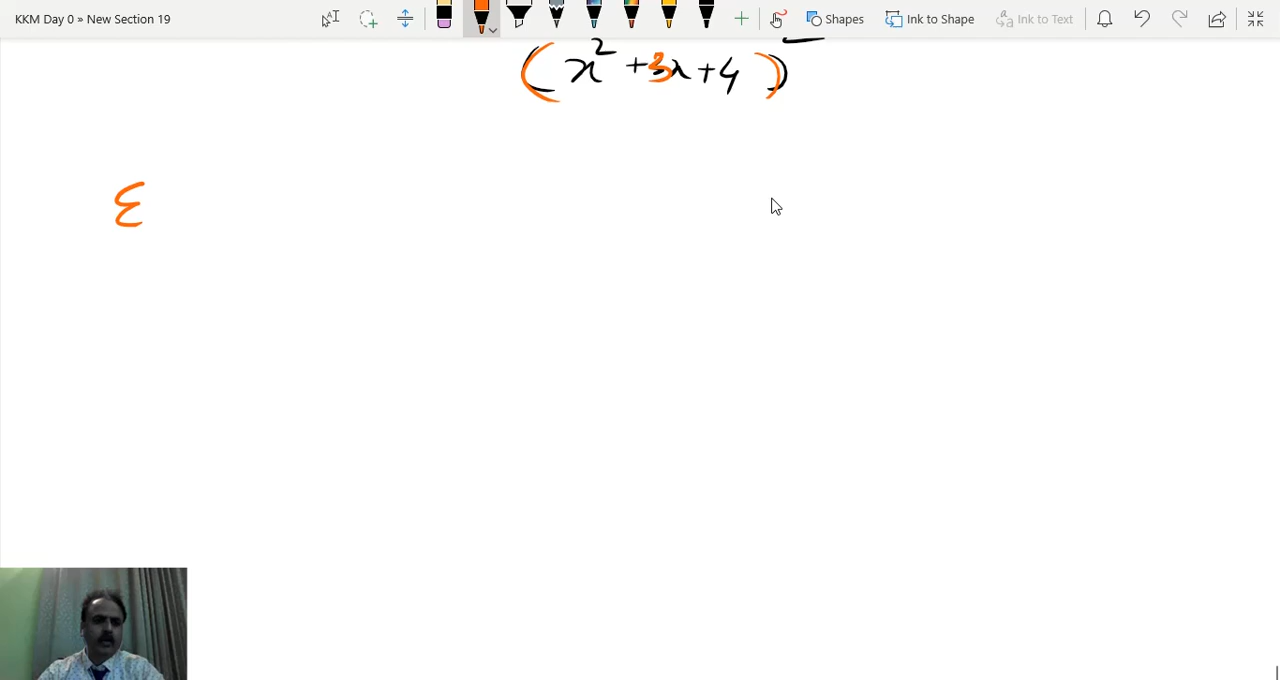 KKM Day 0 » New Section 19 Shapes Ink to Shape Ink to Text
(x² + 3x + 4)
Ɛ